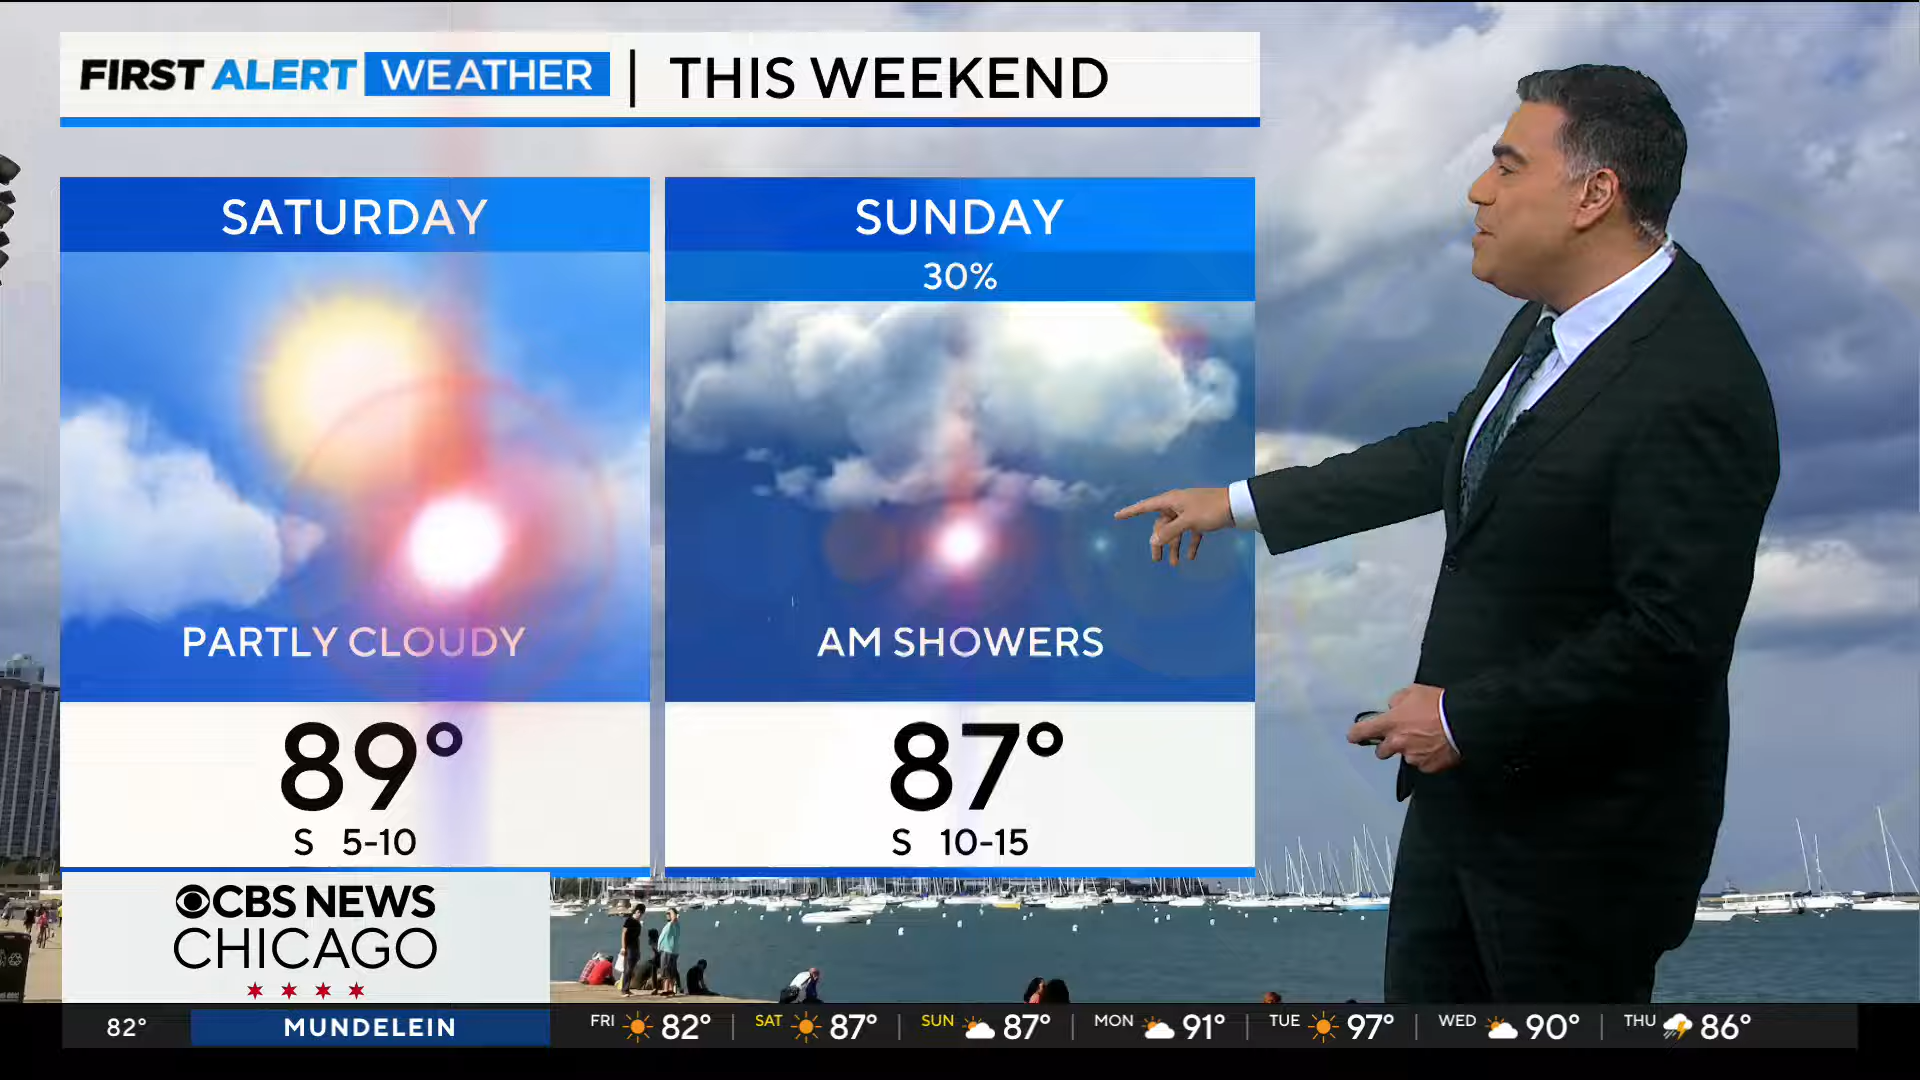 FIRST ALERT WEATHER | THIS WEEKEND
SATURDAY
PARTLY CLOUDY
89°
S 5-10
SUNDAY
30%
AM SHOWERS
87°
S 10-15
CBS NEWS
CHICAGO
82° MUNDELEIN FRI 82° | SAT 87° | SUN 87° | MON 91° | TUE 97° | WED 90° | THU 86°